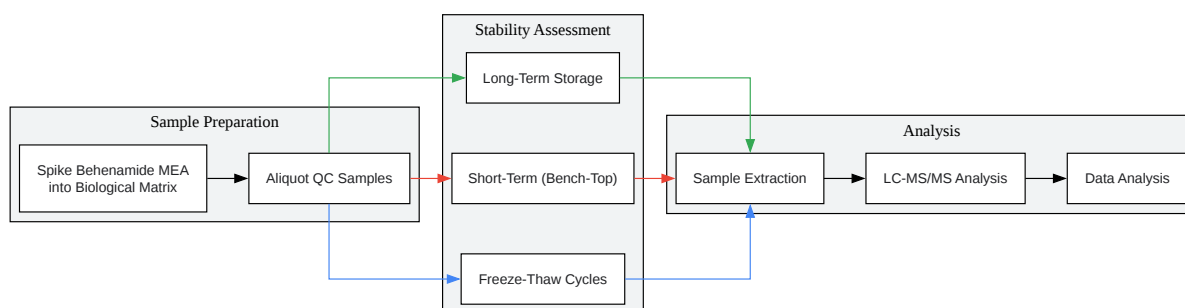 Sample Preparation
Spike Behenamide MEA
into Biological Matrix
Aliquot QC Samples
Stability Assessment
Long-Term Storage
Short-Term (Bench-Top)
Freeze-Thaw Cycles
Analysis
Sample Extraction
LC-MS/MS Analysis
Data Analysis